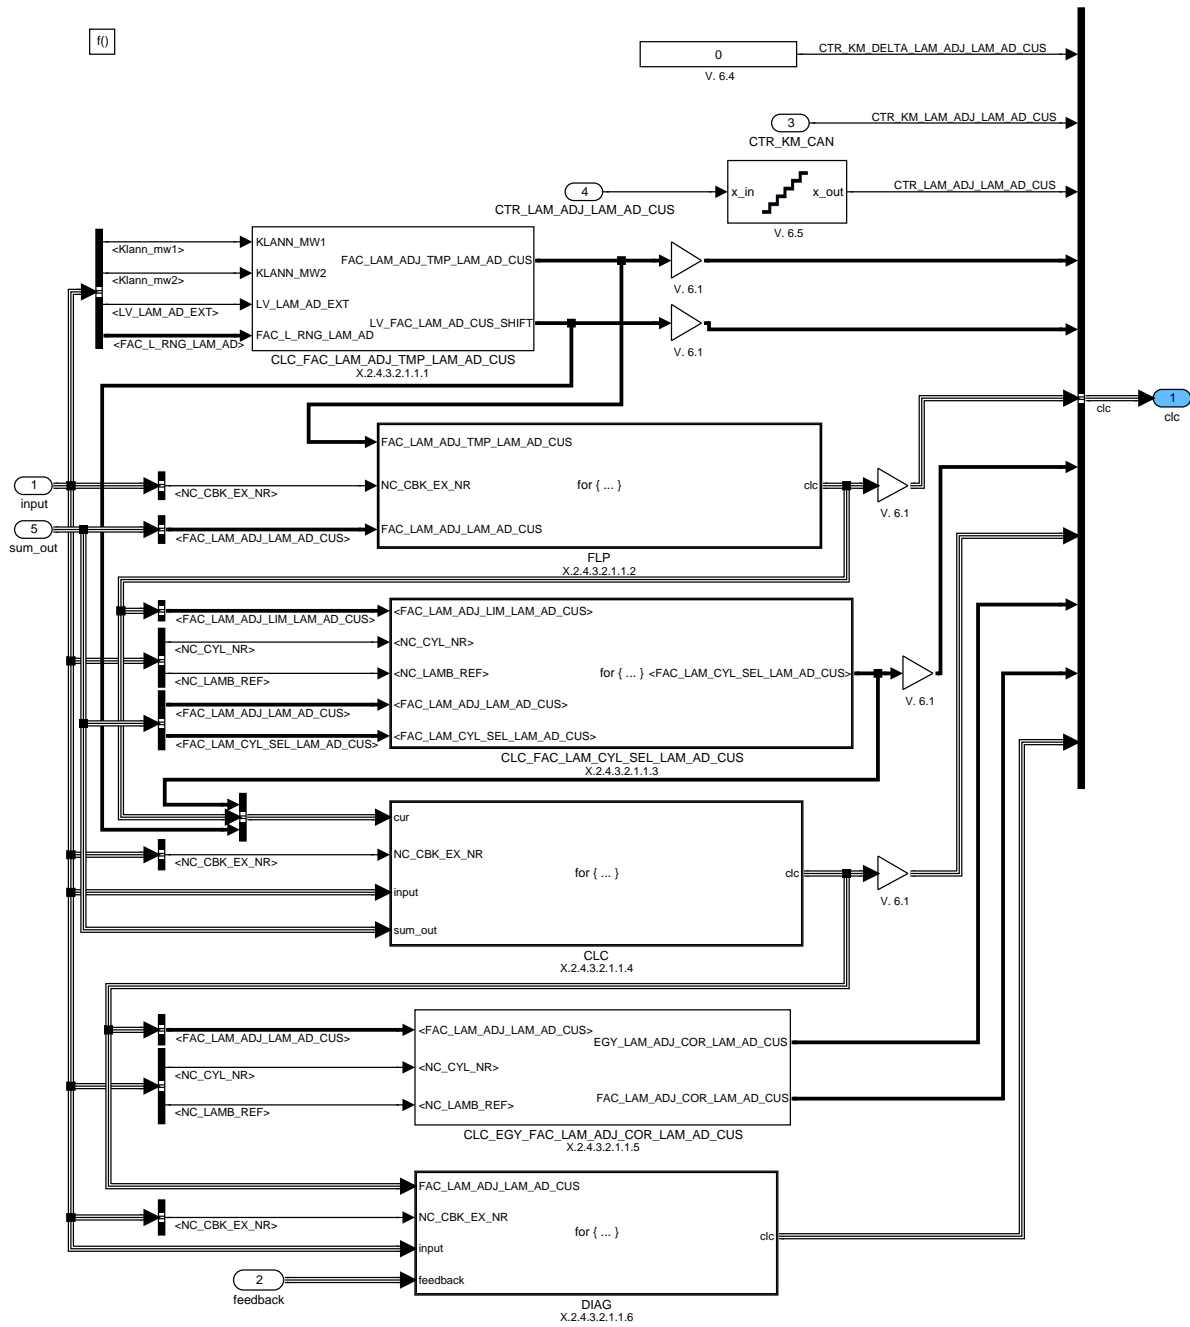 f()
0
CTR_KM_DELTA_LAM_ADJ_LAM_AD_CUS
V. 6.4
3
CTR_KM_LAM_ADJ_LAM_AD_CUS
CTR_KM_CAN
4
x_in
x_out
CTR_LAM_ADJ_LAM_AD_CUS
CTR_LAM_ADJ_LAM_AD_CUS
V. 6.5
<Klann_mw1>
KLANN_MW1
FAC_LAM_ADJ_TMP_LAM_AD_CUS
<Klann_mw2>
KLANN_MW2
V. 6.1
<LV_LAM_AD_EXT>
LV_LAM_AD_EXT
LV_FAC_LAM_AD_CUS_SHIFT
<FAC_L_RNG_LAM_AD>
FAC_L_RNG_LAM_AD
V. 6.1
CLC_FAC_LAM_ADJ_TMP_LAM_AD_CUS
X.2.4.3.2.1.1.1
clc
1
clc
FAC_LAM_ADJ_TMP_LAM_AD_CUS
1
input
<NC_CBK_EX_NR>
NC_CBK_EX_NR
for { ... }
clc
V. 6.1
5
sum_out
<FAC_LAM_ADJ_LAM_AD_CUS>
FAC_LAM_ADJ_LAM_AD_CUS
FLP
X.2.4.3.2.1.1.2
<FAC_LAM_ADJ_LIM_LAM_AD_CUS>
<FAC_LAM_ADJ_LIM_LAM_AD_CUS>
<NC_CYL_NR>
<NC_CYL_NR>
<NC_LAMB_REF>
<NC_LAMB_REF>
for { ... }
<FAC_LAM_CYL_SEL_LAM_AD_CUS>
V. 6.1
<FAC_LAM_ADJ_LAM_AD_CUS>
<FAC_LAM_ADJ_LAM_AD_CUS>
<FAC_LAM_CYL_SEL_LAM_AD_CUS>
<FAC_LAM_CYL_SEL_LAM_AD_CUS>
CLC_FAC_LAM_CYL_SEL_LAM_AD_CUS
X.2.4.3.2.1.1.3
cur
<NC_CBK_EX_NR>
NC_CBK_EX_NR
for { ... }
clc
V. 6.1
input
sum_out
CLC
X.2.4.3.2.1.1.4
<FAC_LAM_ADJ_LAM_AD_CUS>
<FAC_LAM_ADJ_LAM_AD_CUS>
EGY_LAM_ADJ_COR_LAM_AD_CUS
<NC_CYL_NR>
<NC_CYL_NR>
<NC_LAMB_REF>
<NC_LAMB_REF>
FAC_LAM_ADJ_COR_LAM_AD_CUS
CLC_EGY_FAC_LAM_ADJ_COR_LAM_AD_CUS
X.2.4.3.2.1.1.5
FAC_LAM_ADJ_LAM_AD_CUS
<NC_CBK_EX_NR>
NC_CBK_EX_NR
for { ... }
clc
input
2
feedback
feedback
DIAG
X.2.4.3.2.1.1.6